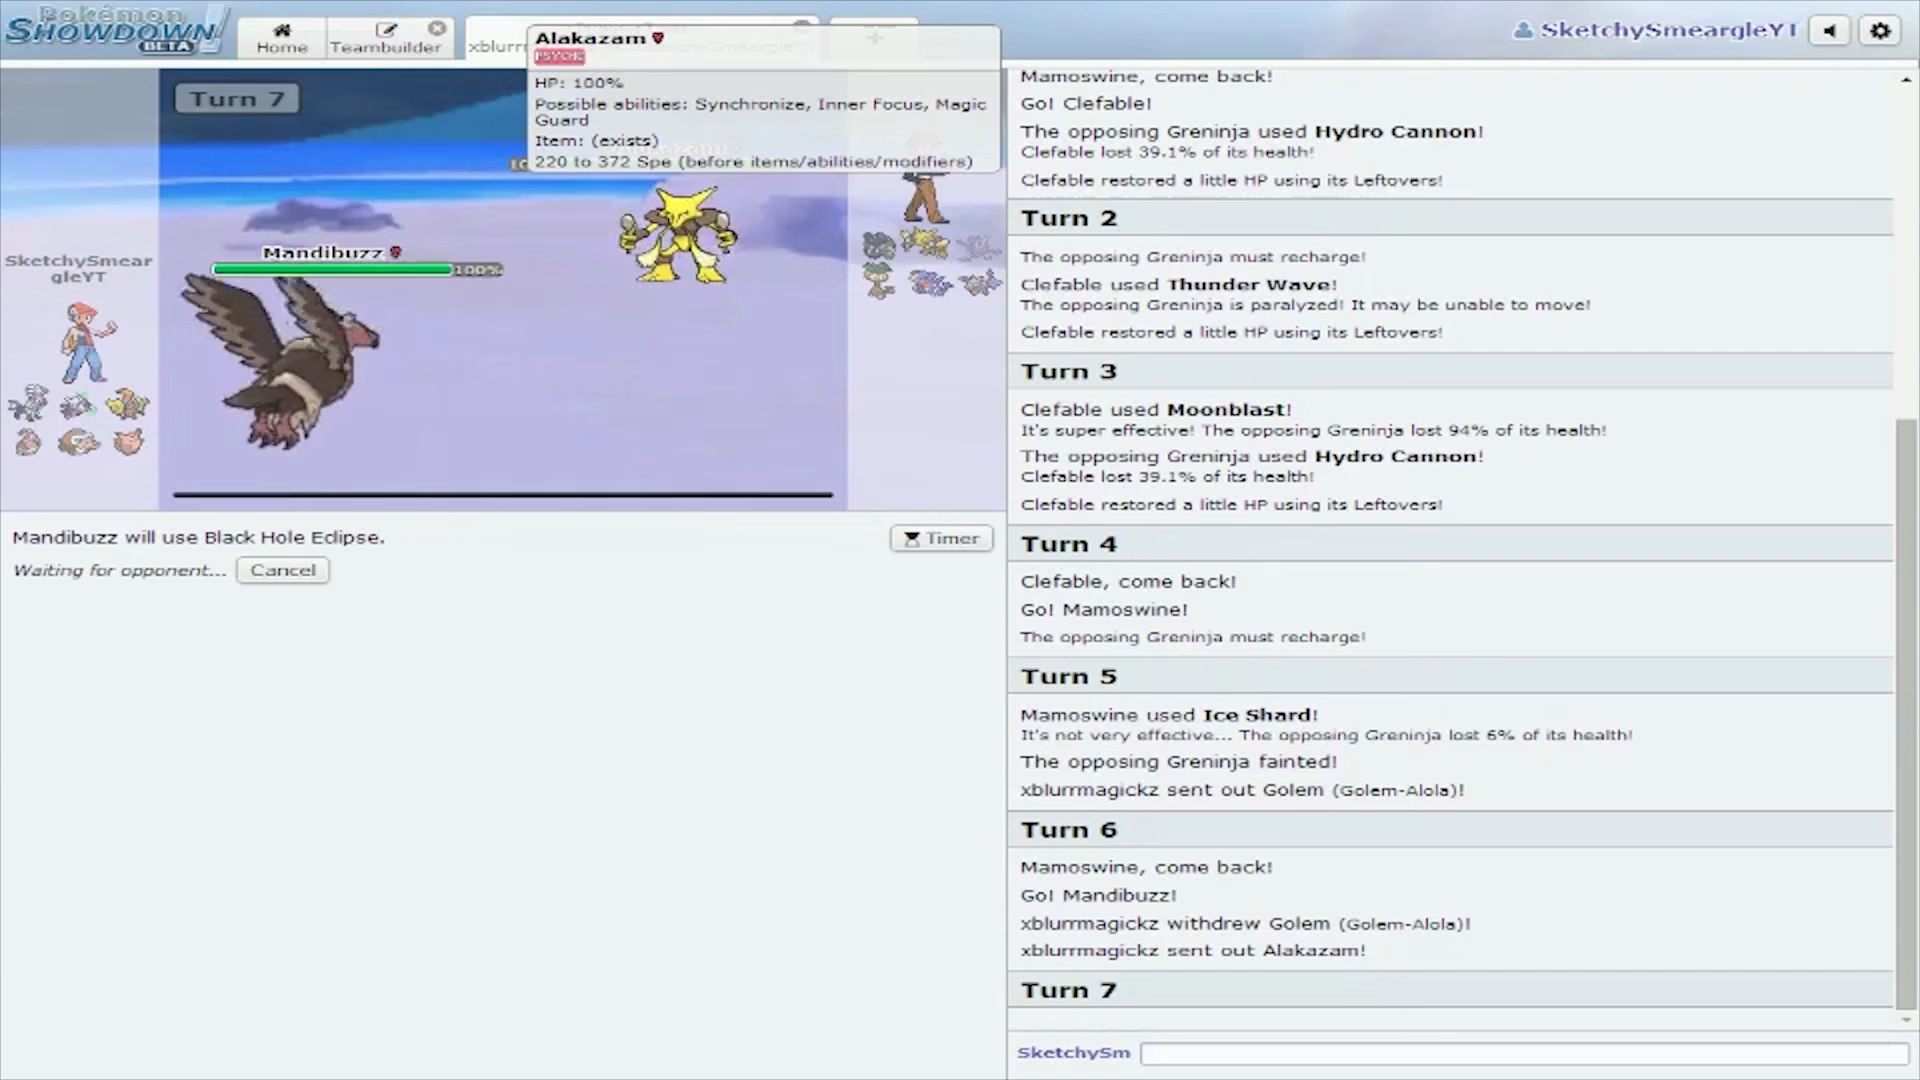 Pokémon
SHOWDOWN!
BETA
Home
Teambuilder
xblurr
SketchySmeargleYT
Alakazam
PSYCHC
HP: 100%
Possible abilities: Synchronize, Inner Focus, Magic
Guard
Item: (exists)
220 to 372 Spe (before items/abilities/modifiers)
Turn 7
Mandibuzz
100%
SketchySmear
gleYT
Mandibuzz will use Black Hole Eclipse.
Timer
Waiting for opponent...
Cancel
Mamoswine, come back!
Go! Clefable!
The opposing Greninja used Hydro Cannon!
Clefable lost 39.1% of its health!
Clefable restored a little HP using its Leftovers!
Turn 2
The opposing Greninja must recharge!
Clefable used Thunder Wave!
The opposing Greninja is paralyzed! It may be unable to move!
Clefable restored a little HP using its Leftovers!
Turn 3
Clefable used Moonblast!
It's super effective! The opposing Greninja lost 94% of its health!
The opposing Greninja used Hydro Cannon!
Clefable lost 39.1% of its health!
Clefable restored a little HP using its Leftovers!
Turn 4
Clefable, come back!
Go! Mamoswine!
The opposing Greninja must recharge!
Turn 5
Mamoswine used Ice Shard!
It's not very effective... The opposing Greninja lost 6% of its health!
The opposing Greninja fainted!
xblurrmagickz sent out Golem (Golem-Alola)!
Turn 6
Mamoswine, come back!
Go! Mandibuzz!
xblurrmagickz withdrew Golem (Golem-Alola)!
xblurrmagickz sent out Alakazam!
Turn 7
SketchySm